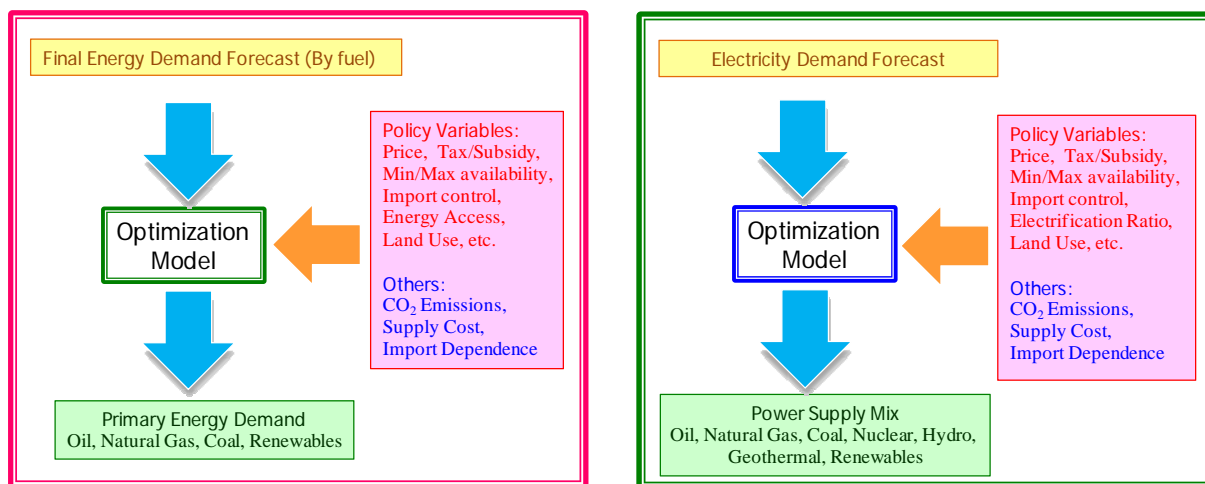 Final Energy Demand Forecast (By fuel)
Policy Variables:
Price, Tax/Subsidy,
Min/Max availability,
Import control,
Energy Access,
Land Use, etc.
Others:
CO₂ Emissions,
Supply Cost,
Import Dependence
Optimization
Model
Primary Energy Demand
Oil, Natural Gas, Coal, Renewables
Electricity Demand Forecast
Policy Variables:
Price, Tax/Subsidy,
Min/Max availability,
Import control,
Electrification Ratio,
Land Use, etc.
Others:
CO₂ Emissions,
Supply Cost,
Import Dependence
Optimization
Model
Power Supply Mix
Oil, Natural Gas, Coal, Nuclear, Hydro,
Geothermal, Renewables